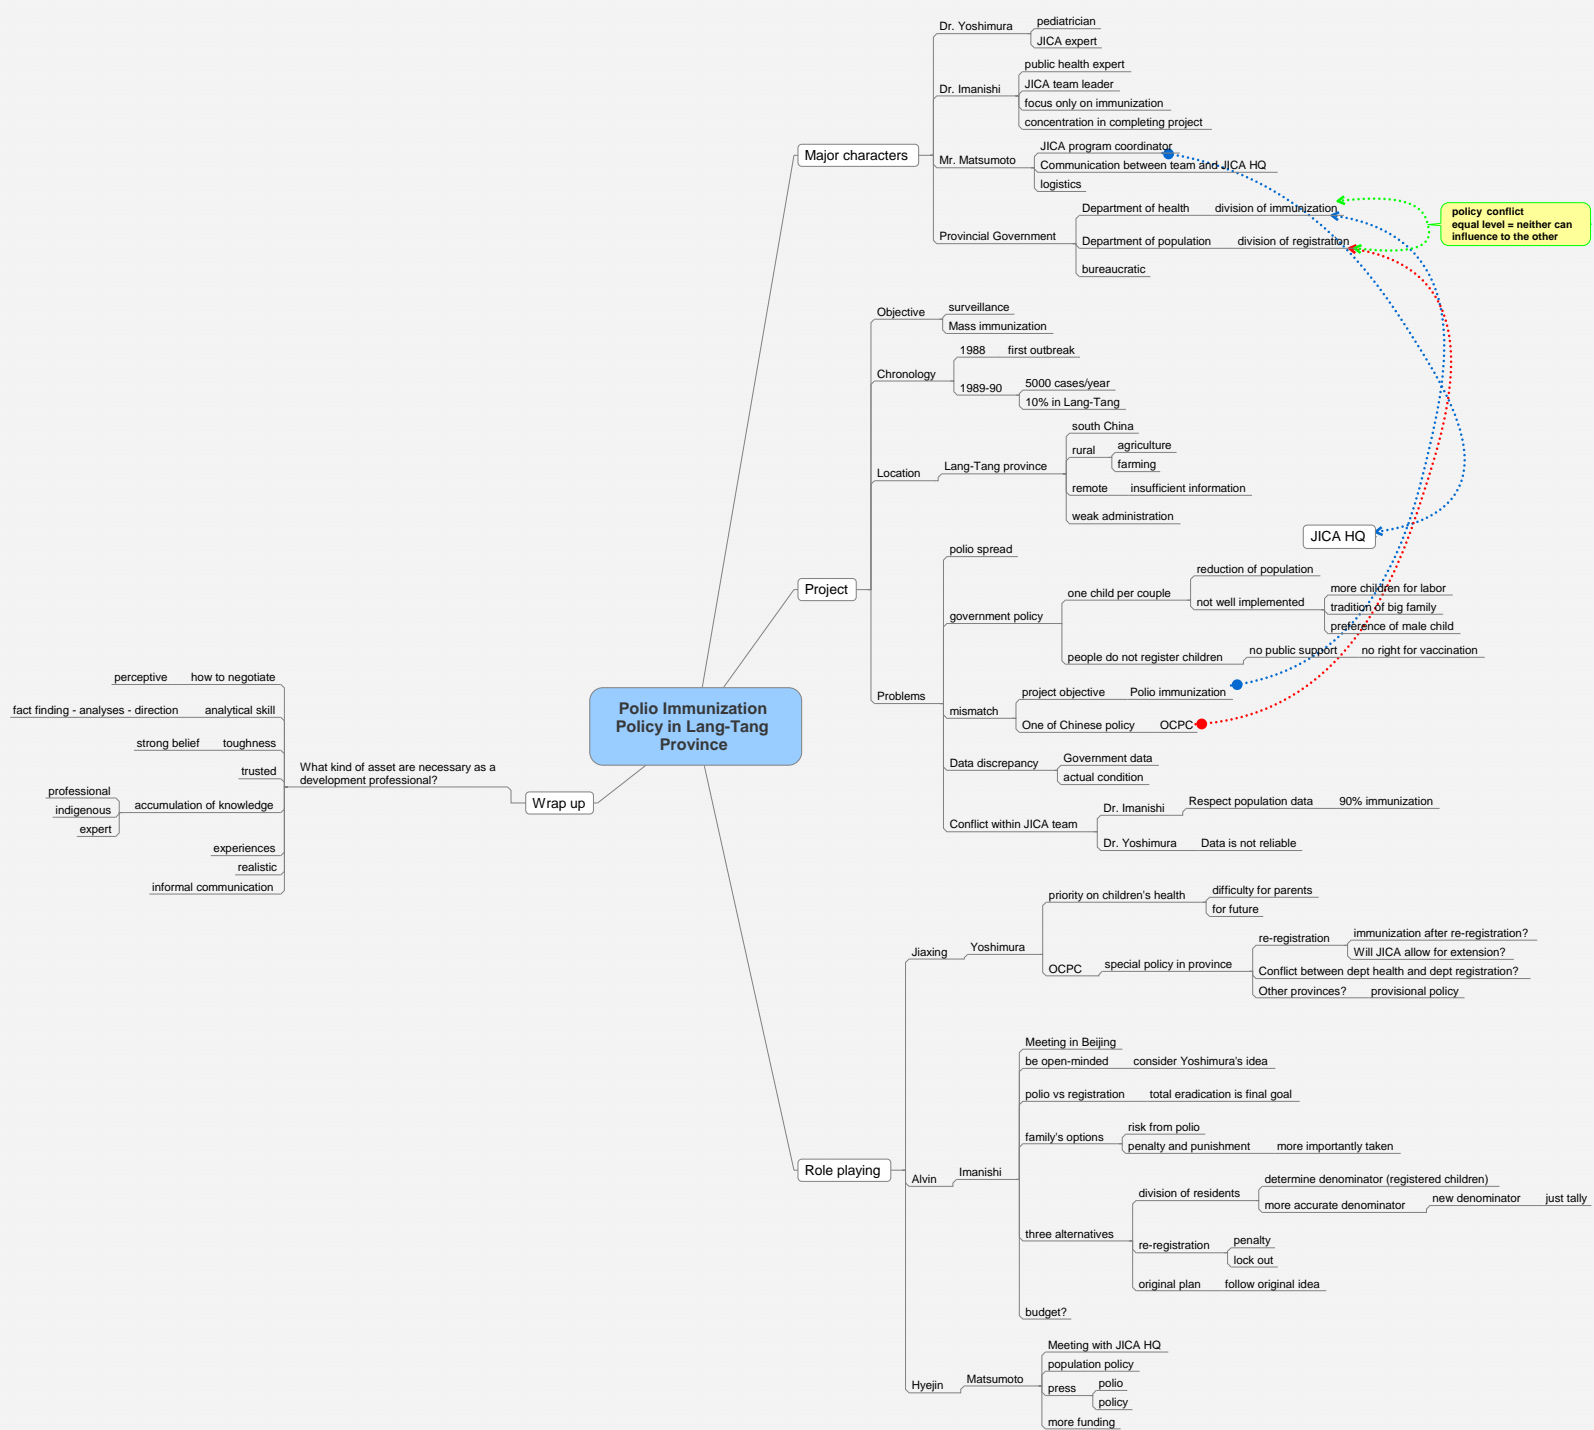 Polio Immunization
Policy in Lang-Tang
Province
Major characters
Dr. Yoshimura
pediatrician
JICA expert
Dr. Imanishi
public health expert
JICA team leader
focus only on immunization
concentration in completing project
Mr. Matsumoto
JICA program coordinator
Communication between team and JICA HQ
logistics
Provincial Government
Department of health
division of immunization
Department of population
division of registration
bureaucratic
policy conflict
equal level = neither can
influence to the other
Project
Objective
surveillance
Mass immunization
Chronology
1988
first outbreak
1989-90
5000 cases/year
10% in Lang-Tang
Location
Lang-Tang province
south China
rural
agriculture
farming
remote
insufficient information
weak administration
JICA HQ
Problems
polio spread
government policy
one child per couple
reduction of population
not well implemented
more children for labor
tradition of big family
preference of male child
people do not register children
no public support
no right for vaccination
mismatch
project objective
Polio immunization
One of Chinese policy
OCPC
Data discrepancy
Government data
actual condition
Conflict within JICA team
Dr. Imanishi
Respect population data
90% immunization
Dr. Yoshimura
Data is not reliable
Role playing
Jiaxing
Yoshimura
priority on children's health
difficulty for parents
for future
OCPC
special policy in province
re-registration
immunization after re-registration?
Will JICA allow for extension?
Conflict between dept health and dept registration?
Other provinces?
provisional policy
Alvin
Imanishi
Meeting in Beijing
be open-minded
consider Yoshimura's idea
polio vs registration
total eradication is final goal
family's options
risk from polio
penalty and punishment
more importantly taken
three alternatives
division of residents
determine denominator (registered children)
more accurate denominator
new denominator
just tally
re-registration
penalty
lock out
original plan
follow original idea
budget?
Hyejin
Matsumoto
Meeting with JICA HQ
population policy
press
polio
policy
more funding
Wrap up
What kind of asset are necessary as a
development professional?
how to negotiate
perceptive
analytical skill
fact finding - analyses - direction
toughness
strong belief
trusted
accumulation of knowledge
professional
indigenous
expert
experiences
realistic
informal communication